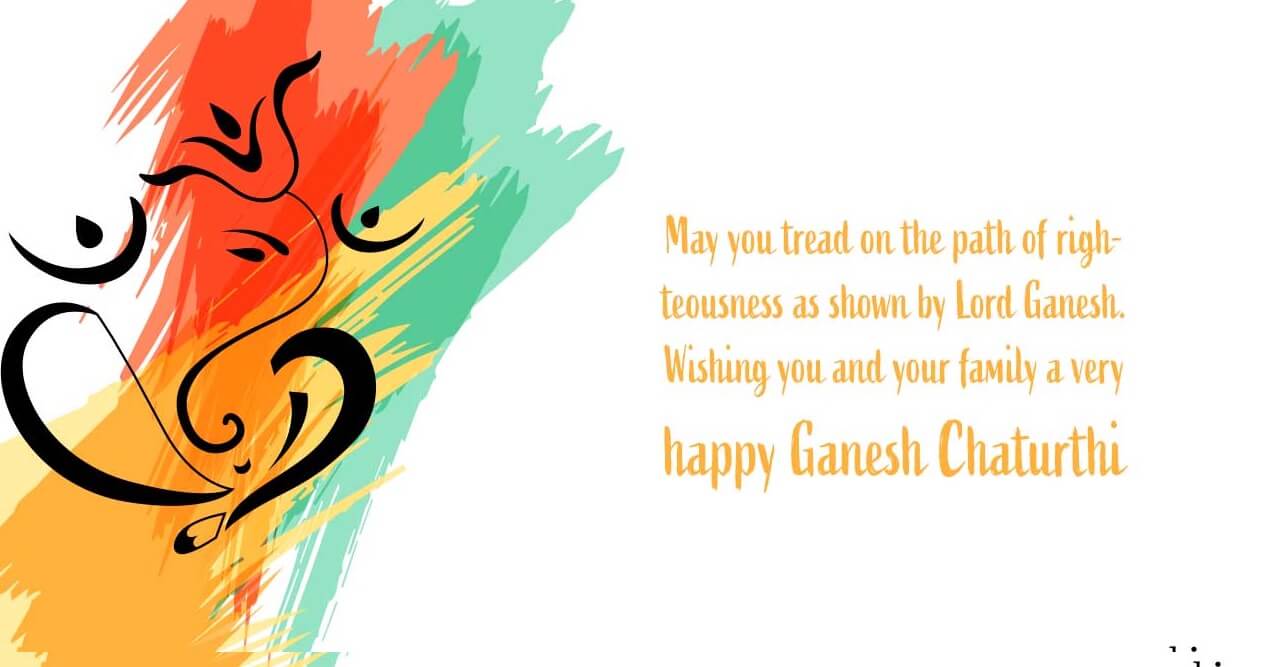 May you tread on the path of righ-
teousness as shown by Lord Ganesh.
Wishing you and your family a very
happy Ganesh Chaturthi